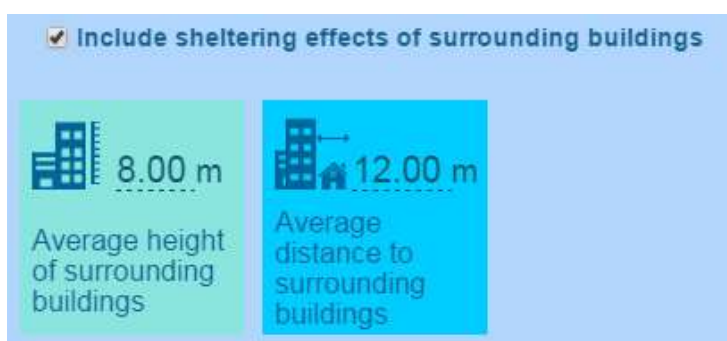 Include sheltering effects of surrounding buildings
8.00 m
Average height
of surrounding
buildings
12.00 m
Average
distance to
surrounding
buildings